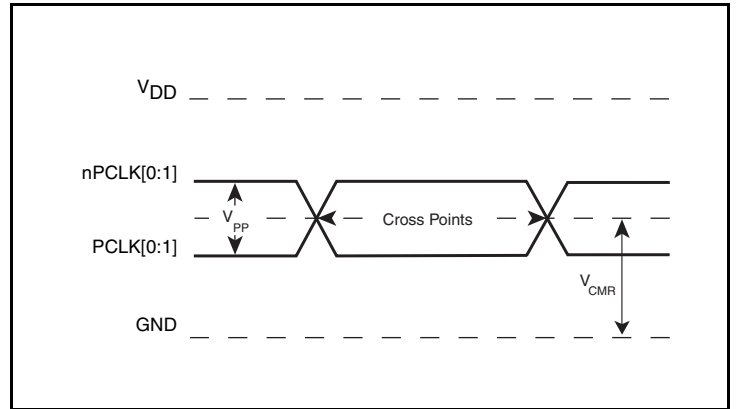 VDD
nPCLK[0:1]
VPP
Cross Points
PCLK[0:1]
VCMR
GND